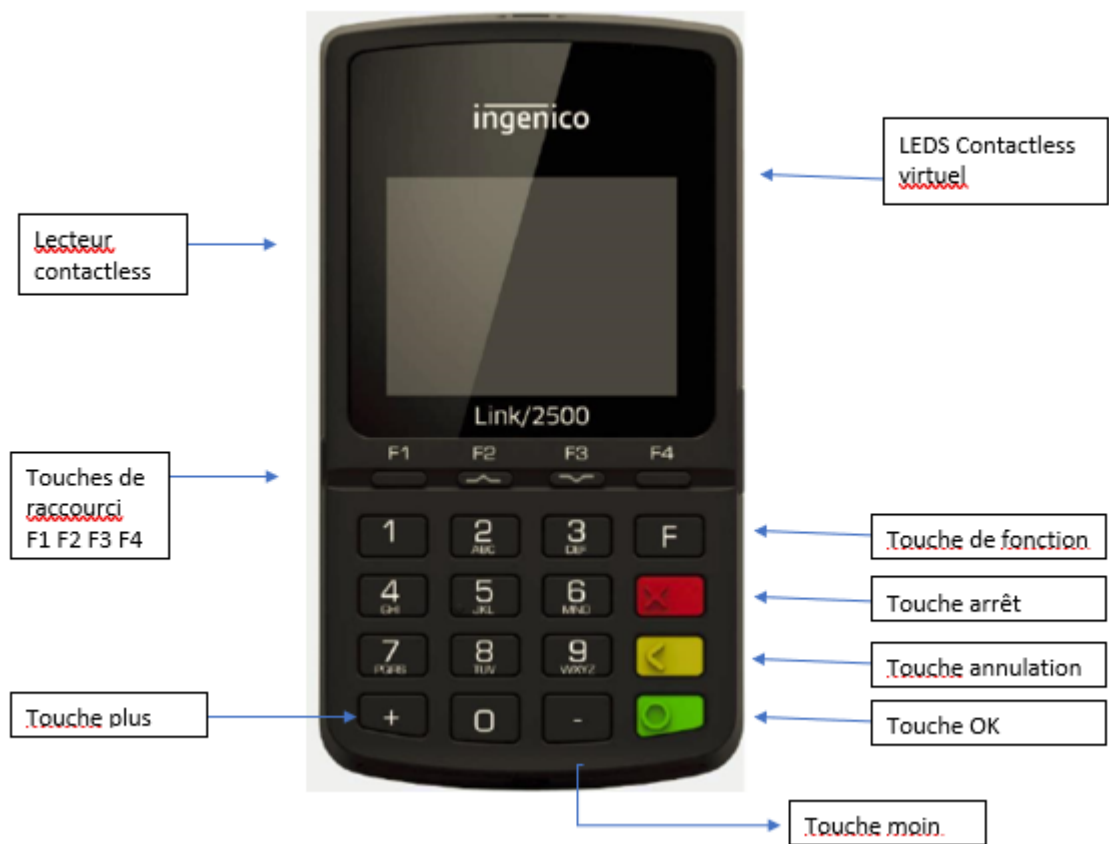 ingenico
LEDS Contactless
virtuel
Lecteur
contactless
Link/2500
F1 F2 F3 F4
Touches de
raccourci
F1 F2 F3 F4
1 2 ABC 3 DEF F
Touche de fonction
4 GHI 5 JKL 6 MNO X
Touche arrêt
7 PQRS 8 TUV 9 WXYZ <
Touche annulation
Touche plus
+ 0 - O
Touche OK
Touche moin